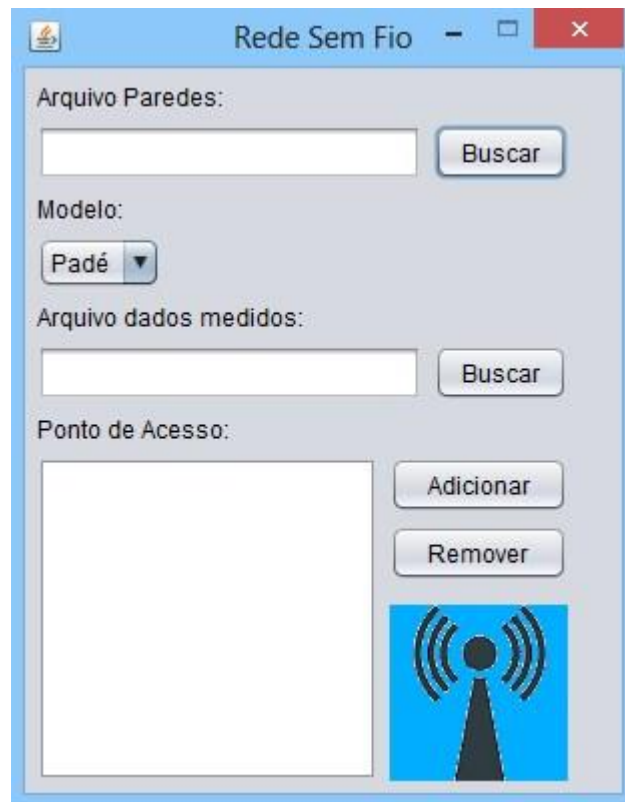 Rede Sem Fio
Arquivo Paredes:
Buscar
Modelo:
Padé
Arquivo dados medidos:
Buscar
Ponto de Acesso:
Adicionar
Remover